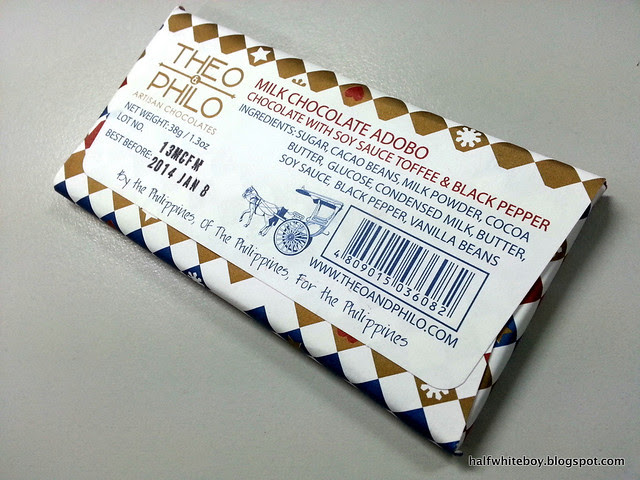 THEO
&
PHILO
ARTISAN CHOCOLATES
NET WEIGHT: 38g / 1.3oz
LOT NO. 13MCFM
BEST BEFORE: 2014 JAN 8
MILK CHOCOLATE ADOBO
CHOCOLATE WITH SOY SAUCE TOFFEE & BLACK PEPPER
INGREDIENTS: SUGAR, CACAO BEANS, MILK POWDER, COCOA
BUTTER, GLUCOSE, CONDENSED MILK, BUTTER,
SOY SAUCE, BLACK PEPPER, VANILLA BEANS
4809015036082
WWW.THEOANDPHILO.COM
By the Philippines, Of The Philippines, For the Philippines
halfwhiteboy.blogspot.com